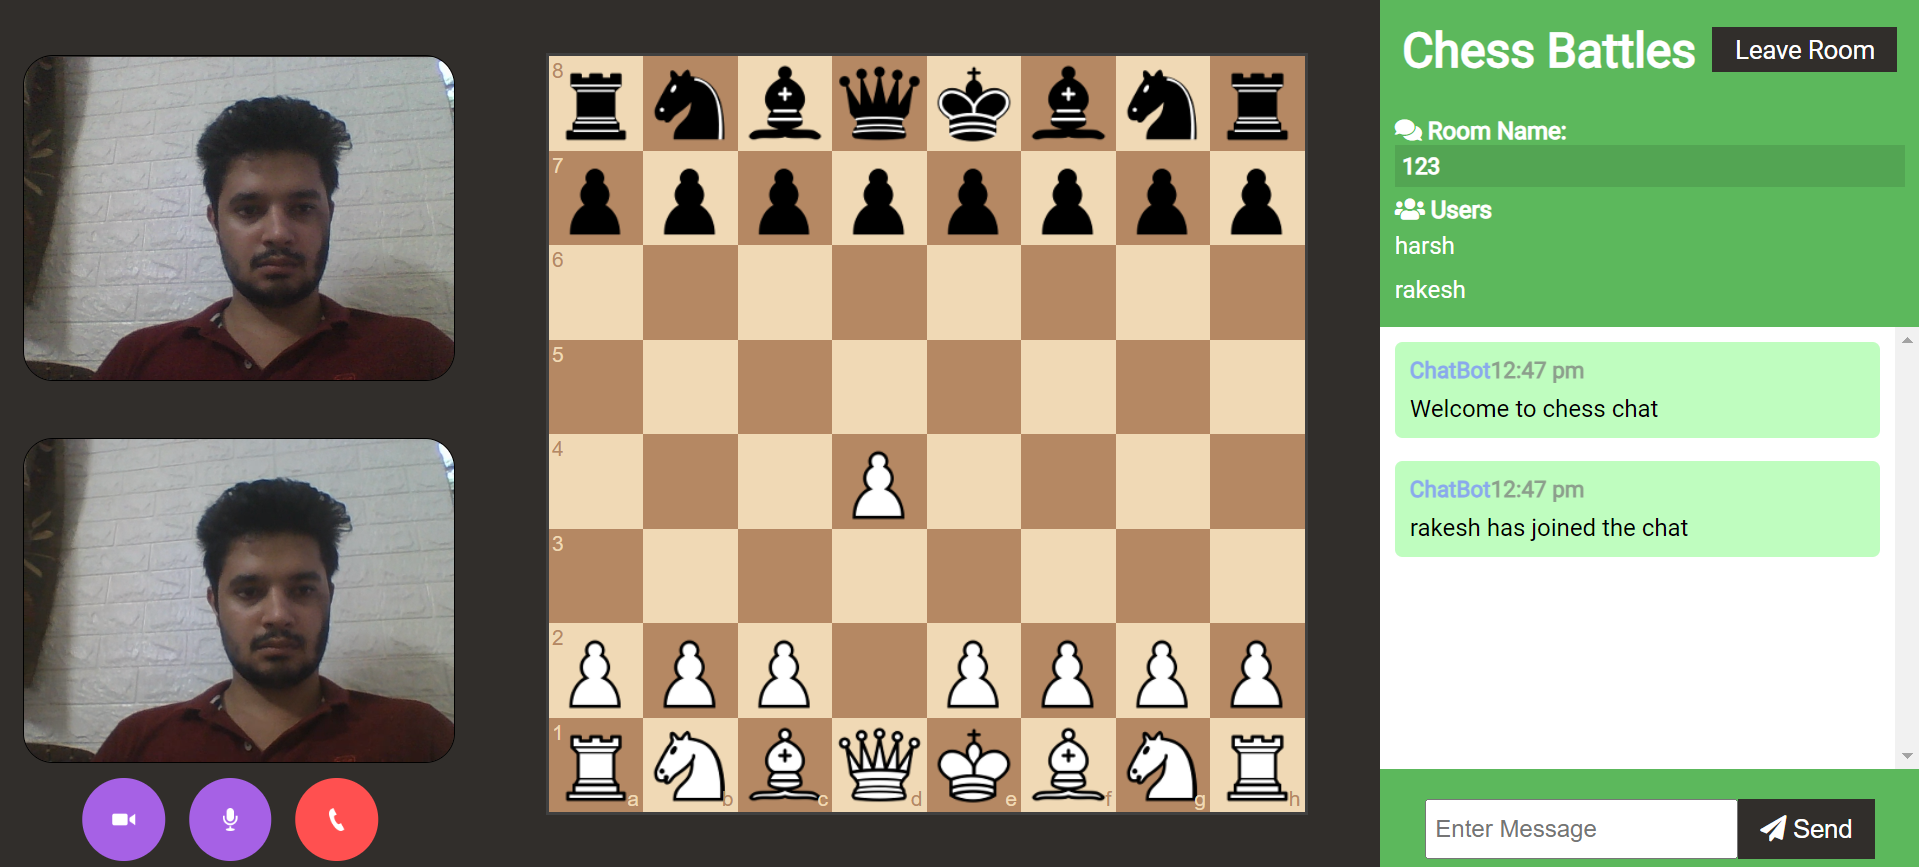 8
7
6
5
4
3
2
1
a b c d e f g h
Chess Battles
Leave Room
Room Name:
123
Users
harsh
rakesh
ChatBot12:47 pm
Welcome to chess chat
ChatBot12:47 pm
rakesh has joined the chat
Enter Message
Send